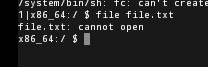 /system/bin/sh: fc: can't create
1|x86_64:/ $ file file.txt
file.txt: cannot open
x86_64:/ $